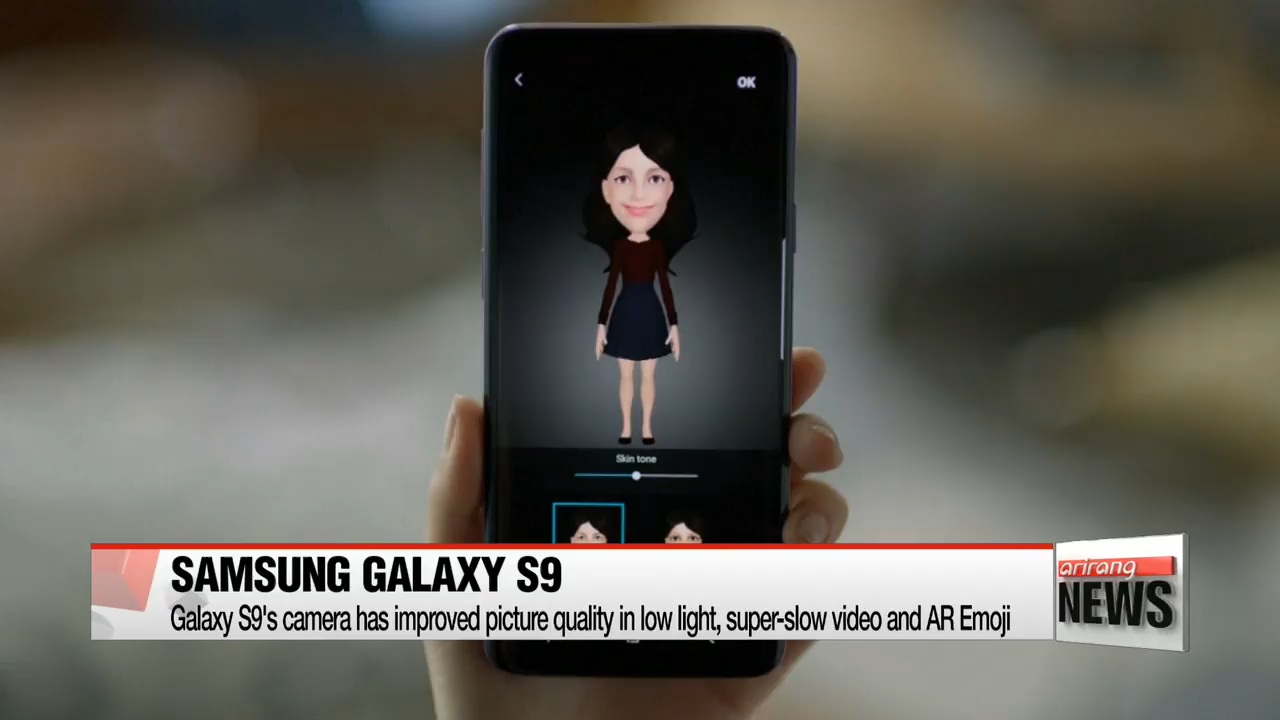 OK
Skin tone
SAMSUNG GALAXY S9
Galaxy S9's camera has improved picture quality in low light, super-slow video and AR Emoji
arirang
NEWS